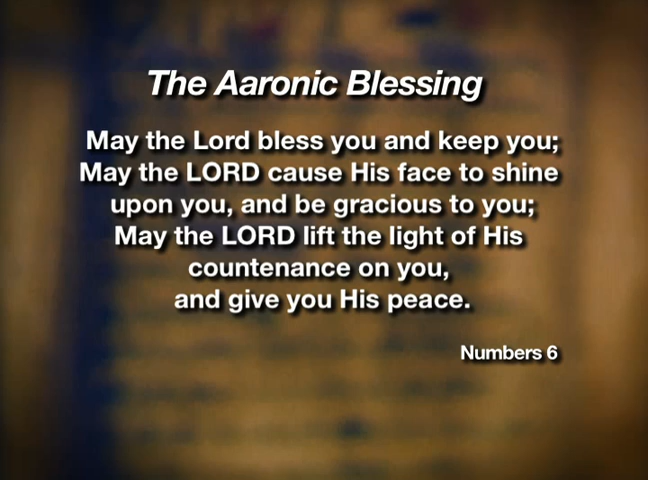 The Aaronic Blessing
May the Lord bless you and keep you;
May the LORD cause His face to shine
upon you, and be gracious to you;
May the LORD lift the light of His
countenance on you,
and give you His peace.
Numbers 6